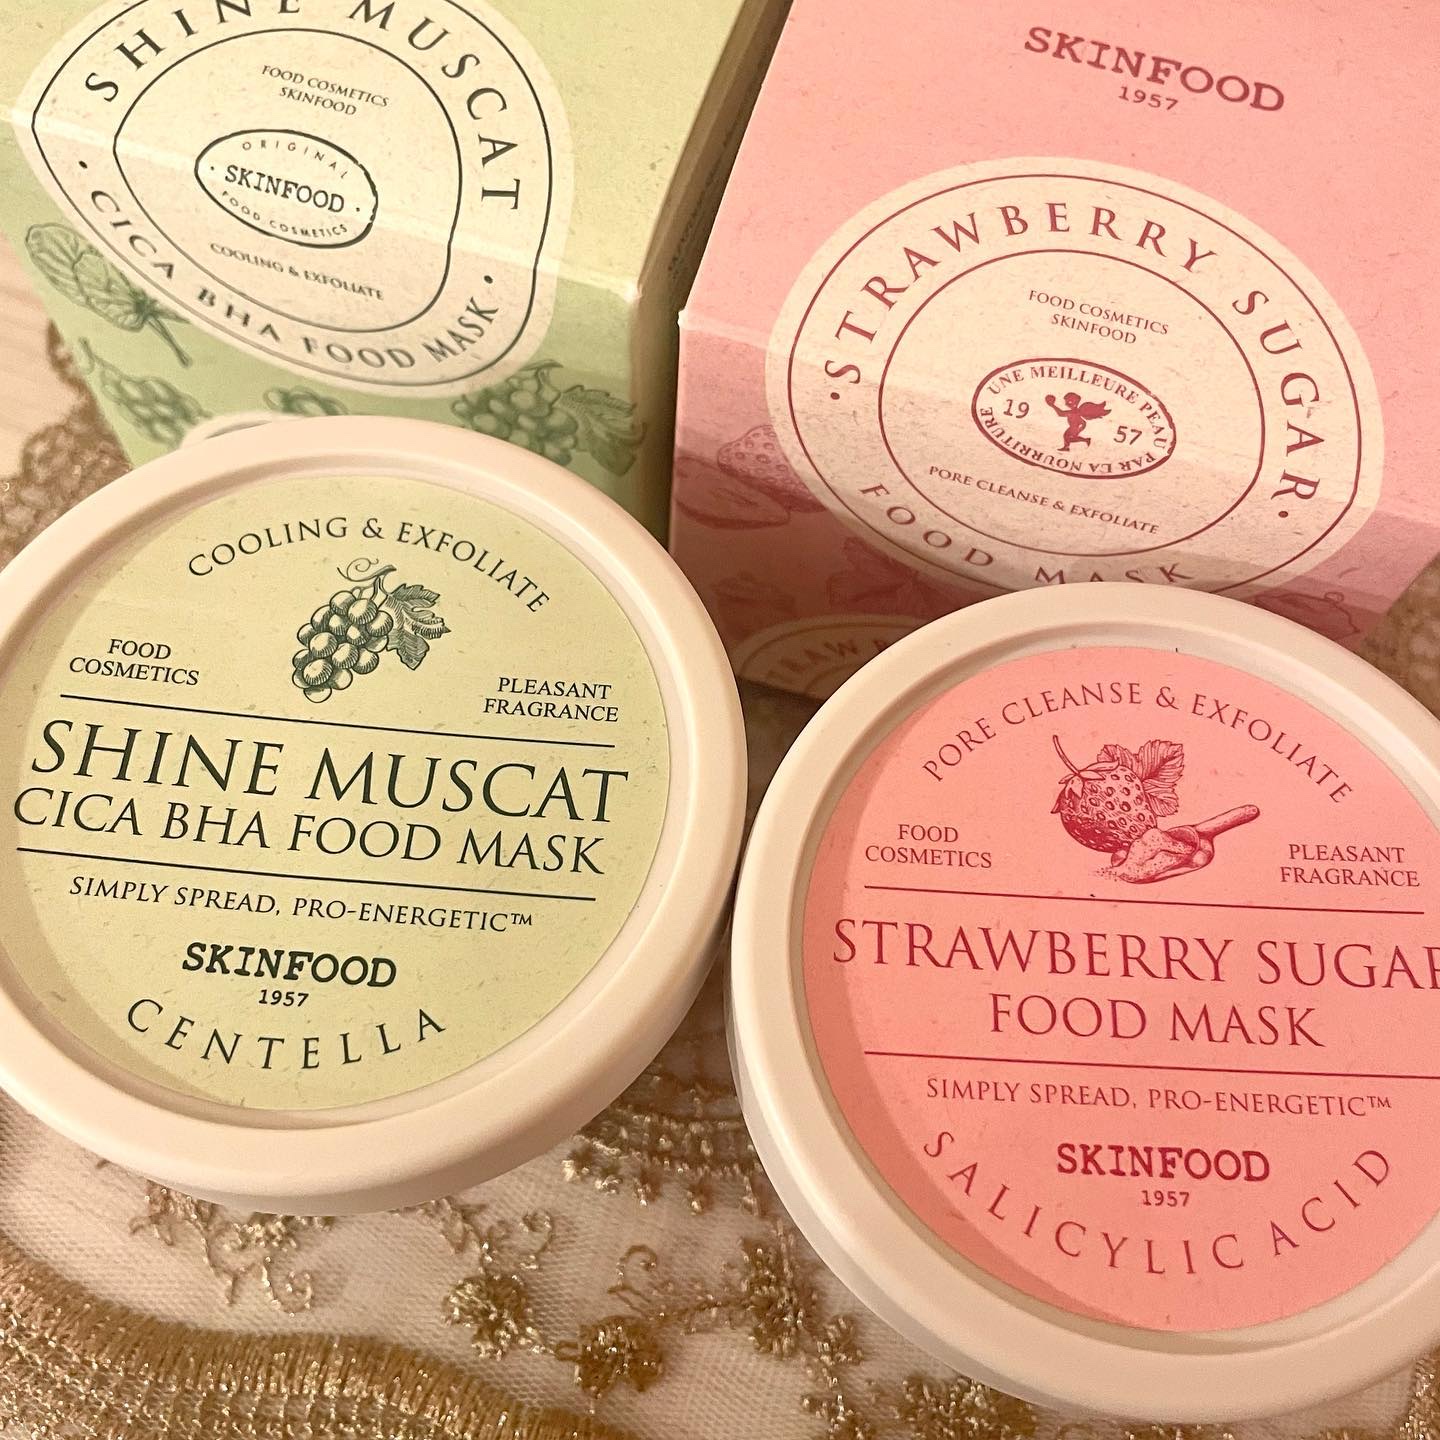 SHINE MUSCAT
FOOD COSMETICS
SKINFOOD
ORIGINAL
SKINFOOD
FOOD COSMETICS
COOLING & EXFOLIATE
CICA BHA FOOD MASK
SKINFOOD
1957
STRAWBERRY SUGAR
FOOD COSMETICS
SKINFOOD
UNE MEILLEURE PEAU
19 57
PAR LA NOURRITURE
PORE CLEANSE & EXFOLIATE
FOOD MASK
COOLING & EXFOLIATE
FOOD
COSMETICS
PLEASANT
FRAGRANCE
SHINE MUSCAT
CICA BHA FOOD MASK
SIMPLY SPREAD, PRO-ENERGETIC™
SKINFOOD
1957
CENTELLA
PORE CLEANSE & EXFOLIATE
FOOD
COSMETICS
PLEASANT
FRAGRANCE
STRAWBERRY SUGAR
FOOD MASK
SIMPLY SPREAD, PRO-ENERGETIC™
SKINFOOD
1957
SALICYLIC ACID